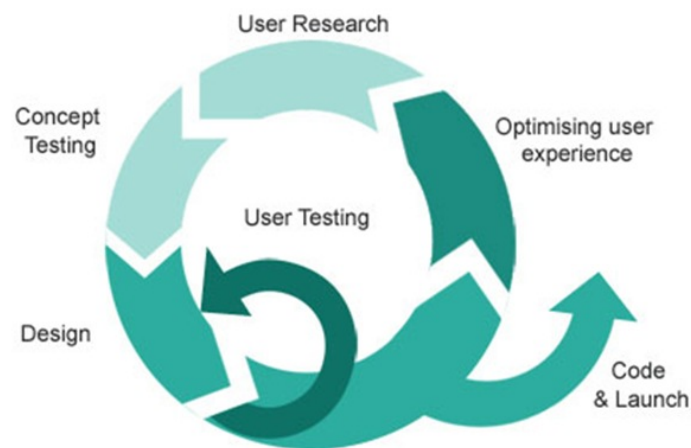 User Research
Concept
Testing
Optimising user
experience
User Testing
Design
Code
& Launch